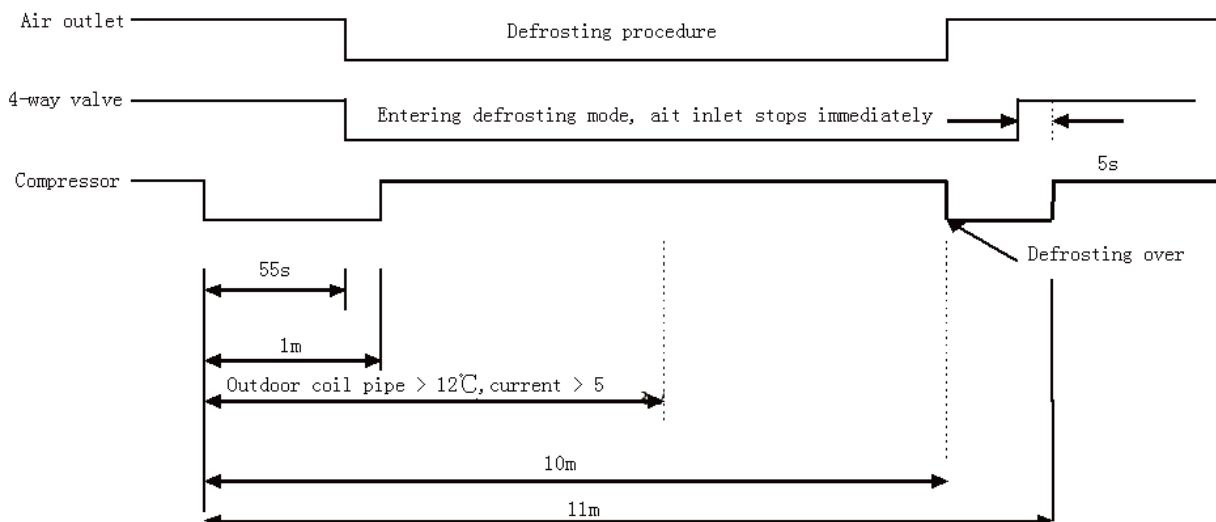 Air outlet
Defrosting procedure
4-way valve
Entering defrosting mode, ait inlet stops immediately
Compressor
5s
Defrosting over
55s
1m
Outdoor coil pipe > 12℃, current > 5
10m
11m